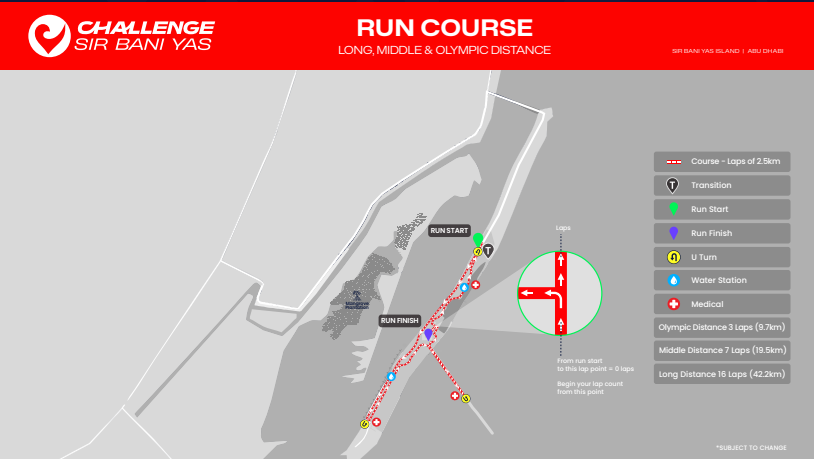 CHALLENGE
SIR BANI YAS
RUN COURSE
LONG, MIDDLE & OLYMPIC DISTANCE
SIR BANI YAS ISLAND | ABU DHABI
Course - Laps of 2.5km
T Transition
Run Start
Run Finish
U Turn
Water Station
Medical
Olympic Distance 3 Laps (9.7km)
Middle Distance 7 Laps (19.5km)
Long Distance 16 Laps (42.2km)
RUN START
T
RUN FINISH
Laps
From run start
to this lap point = 0 laps
Begin your lap count
from this point
*SUBJECT TO CHANGE